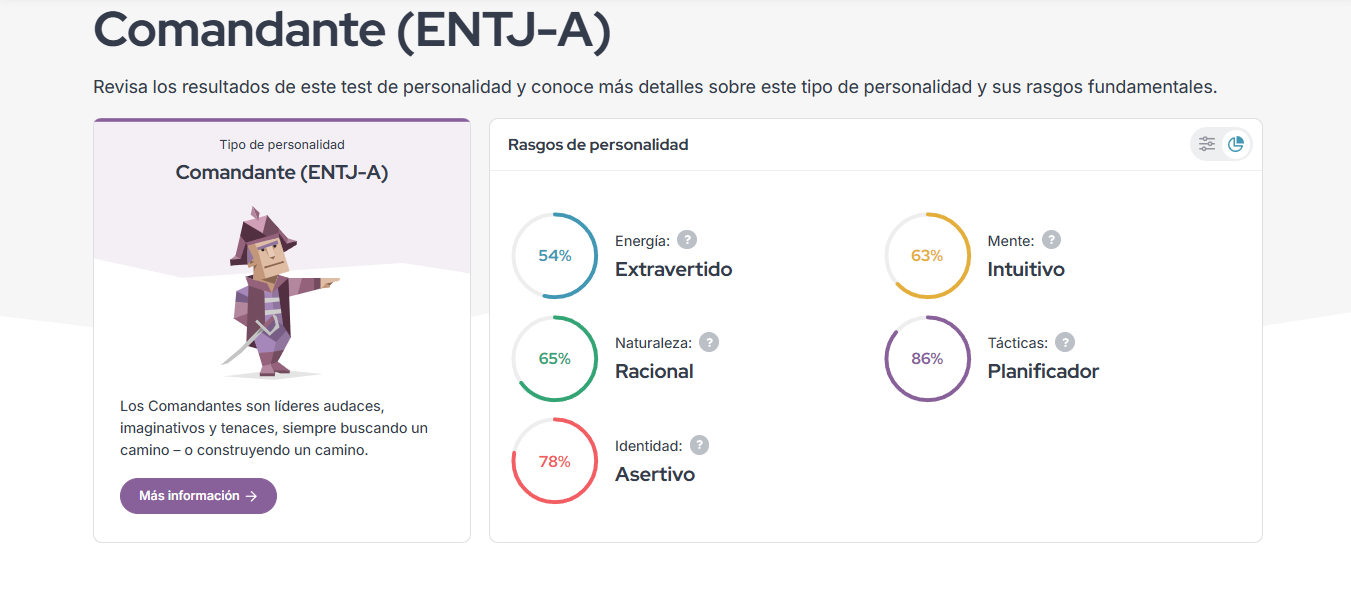 Comandante (ENTJ-A)
Revisa los resultados de este test de personalidad y conoce más detalles sobre este tipo de personalidad y sus rasgos fundamentales.
Tipo de personalidad
Comandante (ENTJ-A)
Los Comandantes son líderes audaces,
imaginativos y tenaces, siempre buscando un
camino – o construyendo un camino.
Más información →
Rasgos de personalidad
54%
Energía: ?
Extravertido
63%
Mente: ?
Intuitivo
65%
Naturaleza: ?
Racional
86%
Tácticas: ?
Planificador
78%
Identidad: ?
Asertivo